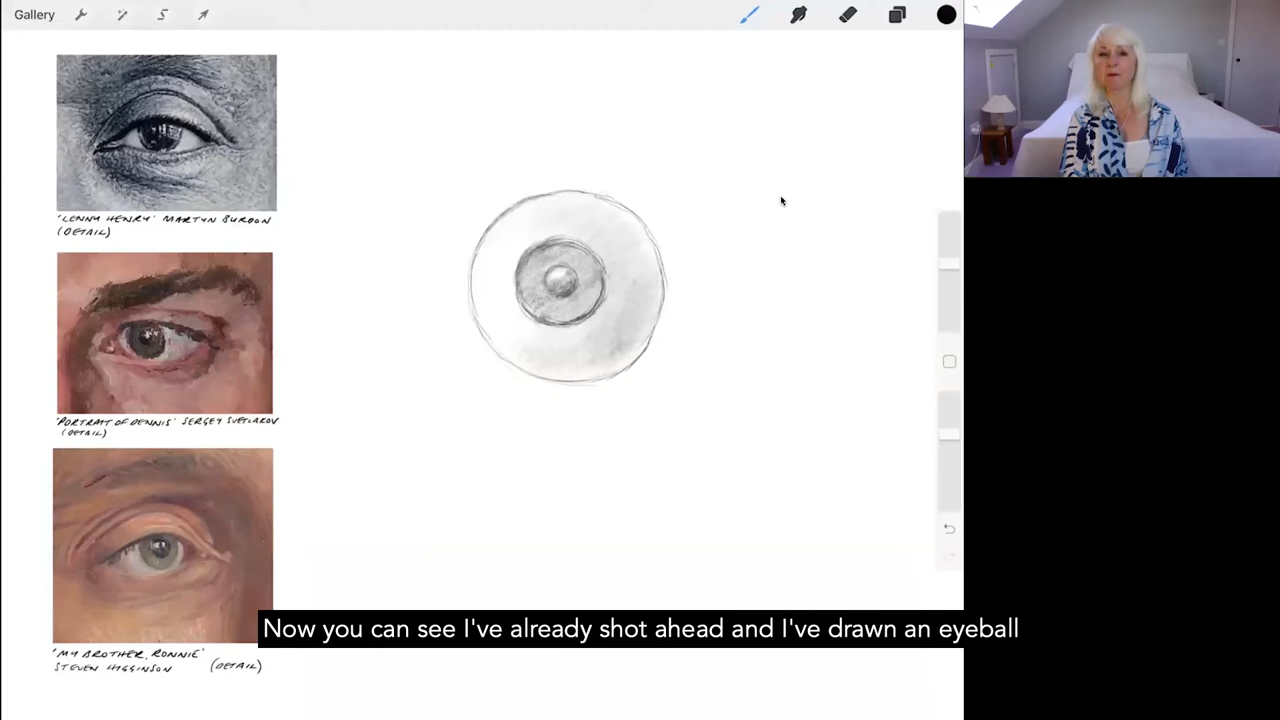 Gallery
'LENNY HENRY' MARTYN BURDON
(DETAIL)
'PORTRAIT OF DENNIS' SERGEY SVETLAKOV
(DETAIL)
'MY BROTHER, RONNIE'
STEVEN HIGGINSON (DETAIL)
Now you can see I've already shot ahead and I've drawn an eyeball